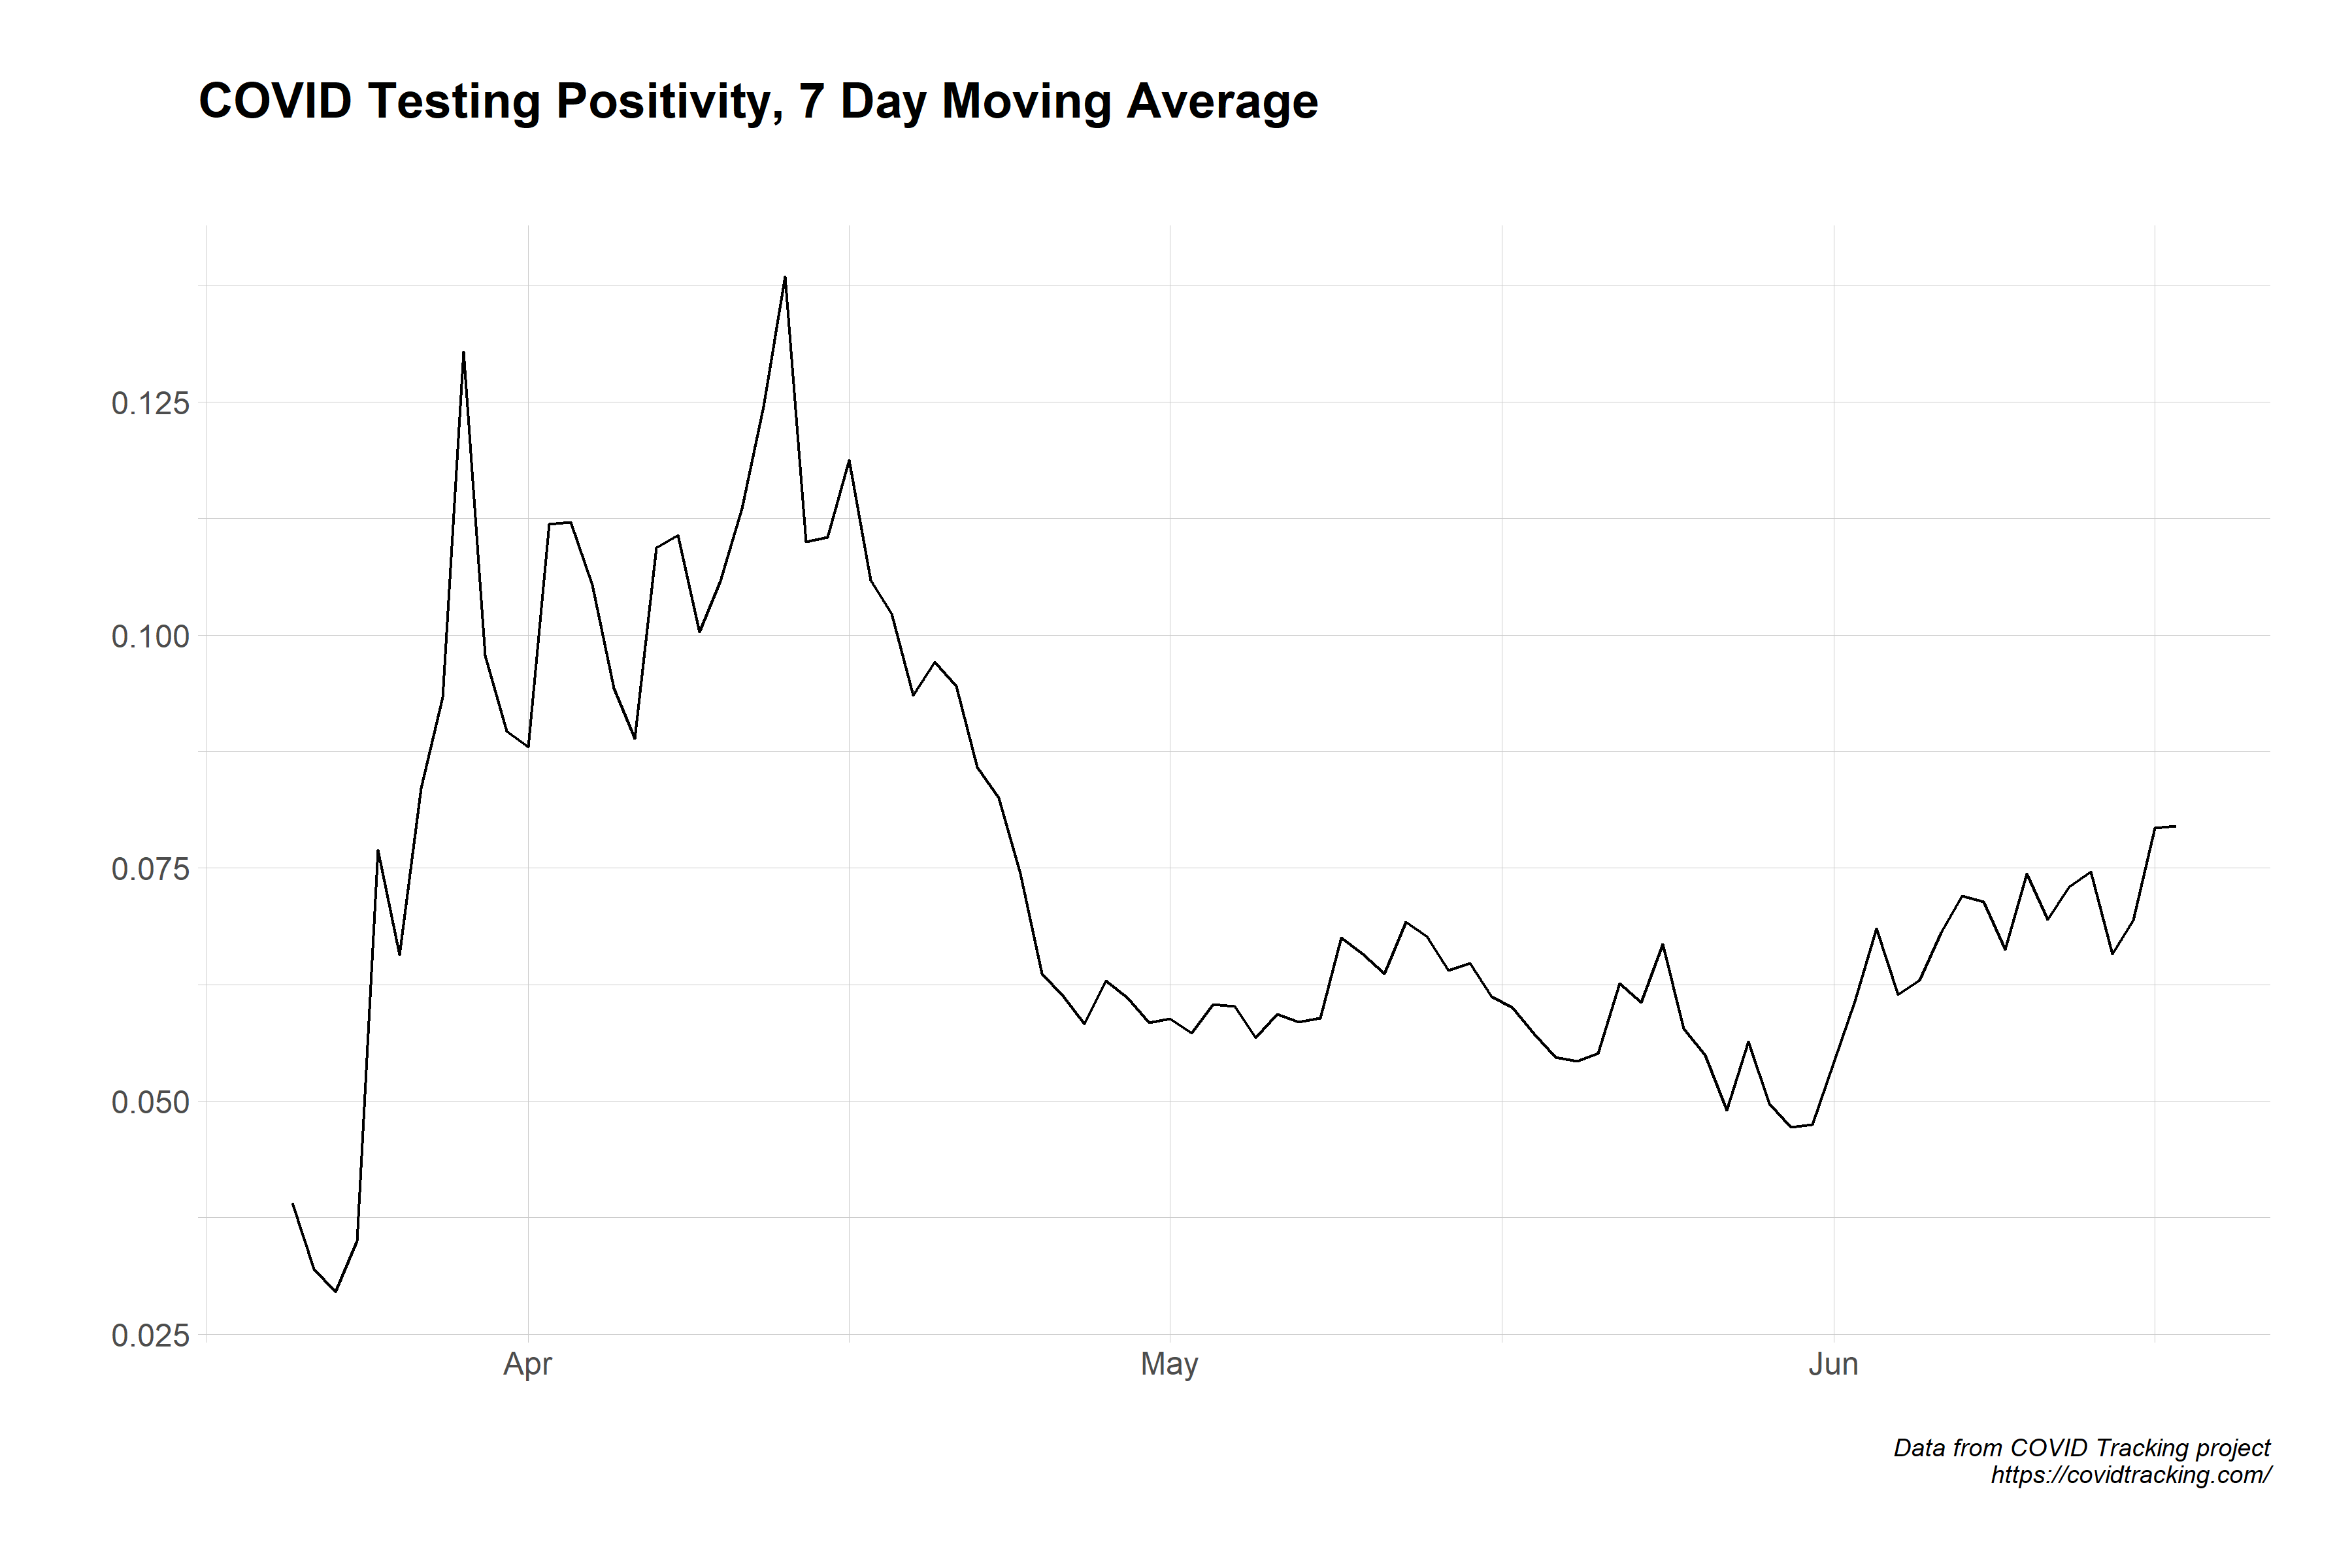 COVID Testing Positivity, 7 Day Moving Average
0.125
0.100
0.075
0.050
0.025
Apr May Jun
Data from COVID Tracking project
https://covidtracking.com/